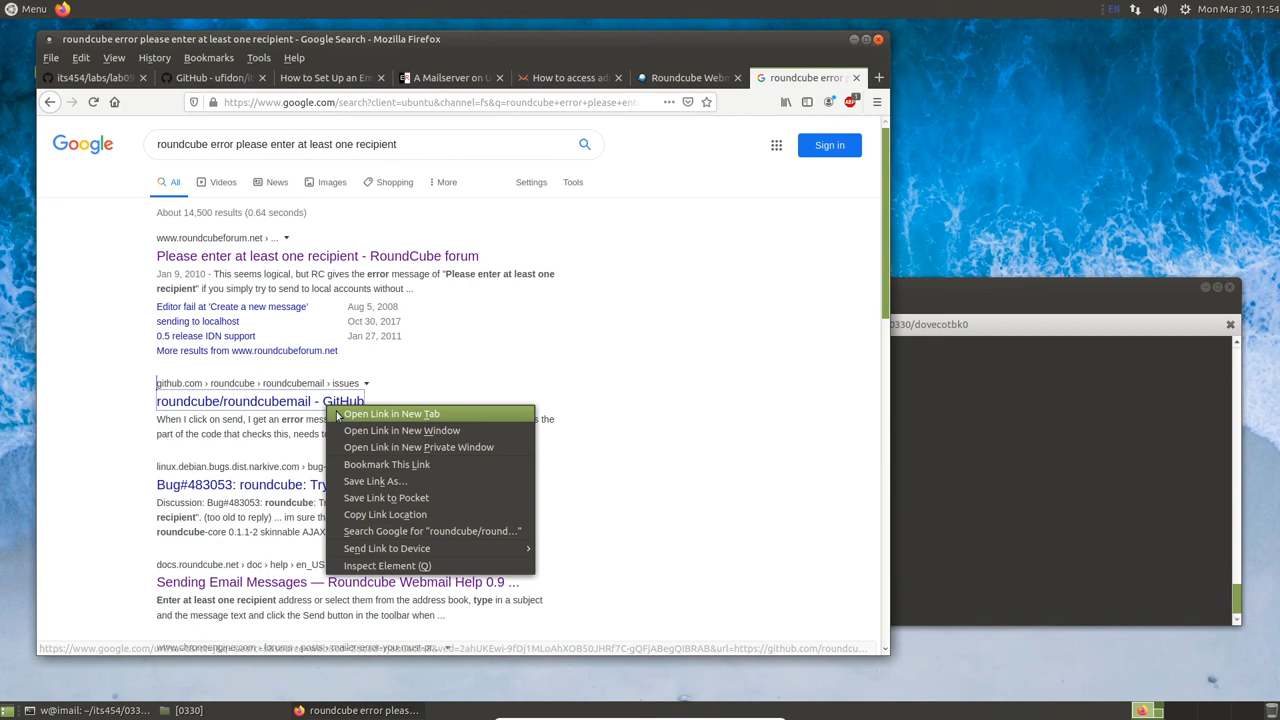 Menu
EN
Mon Mar 30, 11:54
roundcube error please enter at least one recipient - Google Search - Mozilla Firefox
File Edit View History Bookmarks Tools Help
its454/labs/lab09
GitHub - ufidon/it
How to Set Up an Em
A Mailserver on U
How to access ad
Roundcube Webm
roundcube error p
https://www.google.com/search?client=ubuntu&channel=fs&q=roundcube+error+please+ent
1
Google
roundcube error please enter at least one recipient
Sign in
All Videos News Images Shopping More Settings Tools
About 14,500 results (0.64 seconds)
www.roundcubeforum.net › ...
Please enter at least one recipient - RoundCube forum
Jan 9, 2010 - This seems logical, but RC gives the error message of "Please enter at least one
recipient" if you simply try to send to local accounts without ...
Editor fail at 'Create a new message' Aug 5, 2008
sending to localhost Oct 30, 2017
0.5 release IDN support Jan 27, 2011
More results from www.roundcubeforum.net
github.com › roundcube › roundcubemail › issues
roundcube/roundcubemail - GitHub
When I click on send, I get an error mess
s the
part of the code that checks this, needs to
linux.debian.bugs.dist.narkive.com › bug-
Bug#483053: roundcube: Try
Discussion: Bug#483053: roundcube:
recipient". (too old to reply) ... im sure th
roundcube-core 0.1.1-2 skinnable AJAX
docs.roundcube.net › doc › help › en_US
Sending Email Messages — Roundcube Webmail Help 0.9 ...
Enter at least one recipient address or select them from the address book, type in a subject
and the message text and click the Send button in the toolbar when ...
Open Link in New Tab
Open Link in New Window
Open Link in New Private Window
Bookmark This Link
Save Link As…
Save Link to Pocket
Copy Link Location
Search Google for "roundcube/round…"
Send Link to Device
Inspect Element (Q)
0330/dovecotbk0
w@imail: ~/its454/033...
[0330]
roundcube error pleas...